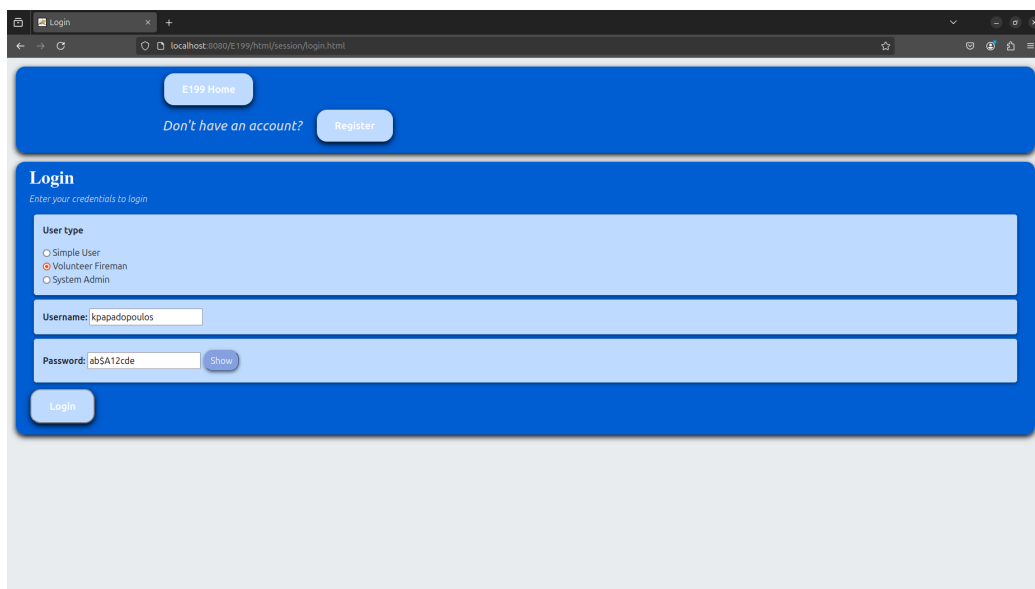 Login
localhost:8080/E199/html/session/login.html
E199 Home
Don't have an account? Register
Login
Enter your credentials to login
User type
Simple User
Volunteer Fireman
System Admin
Username: kpapadopoulos
Password: ab$A12cde Show
Login